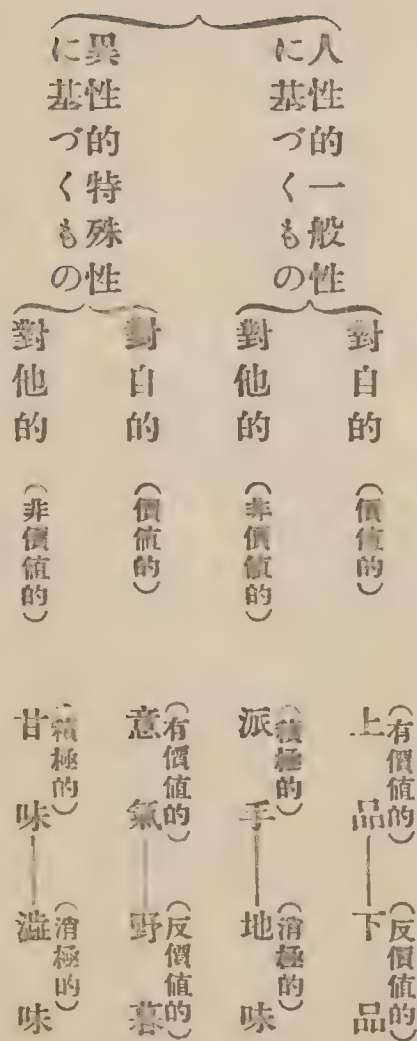 人性的一般性
に基づくもの
對自的 (價値的) (有價値的) 上品——(反價値的) 下品
對他的 (非價値的) (積極的) 派手——(消極的) 地味
異性的特殊性
に基づくもの
對自的 (價値的) (有價値的) 意氣——(反價値的) 野暮
對他的 (非價値的) (積極的) 甘味——(消極的) 澁味